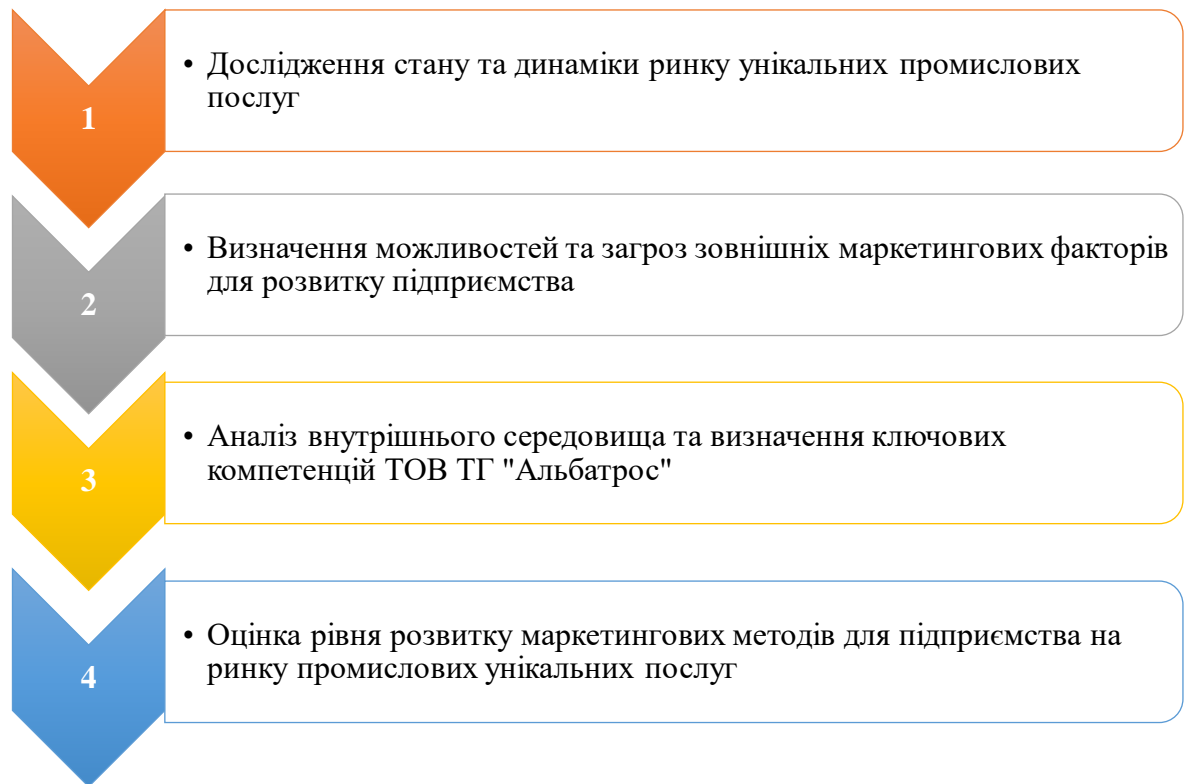 1
• Дослідження стану та динаміки ринку унікальних промислових
послуг
2
• Визначення можливостей та загроз зовнішніх маркетингових факторів
для розвитку підприємства
3
• Аналіз внутрішнього середовища та визначення ключових
компетенцій ТОВ ТГ "Альбатрос"
4
• Оцінка рівня розвитку маркетингових методів для підприємства на
ринку промислових унікальних послуг